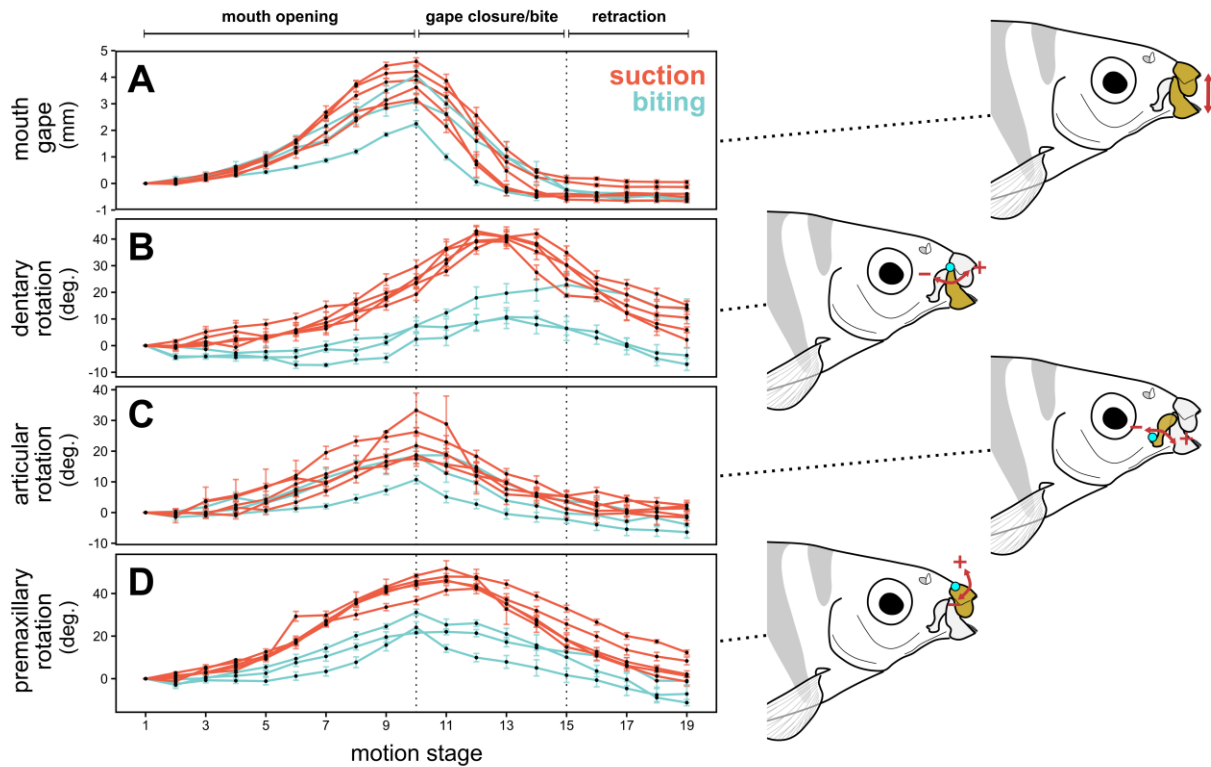 mouth opening
gape closure/bite
retraction
A
suction
biting
mouth
gape
(mm)
5
4
3
2
1
0
-1
B
dentary
rotation
(deg.)
40
30
20
10
0
-10
− +
C
articular
rotation
(deg.)
40
30
20
10
0
-10
− +
D
premaxillary
rotation
(deg.)
40
20
0
+
−
1 3 5 7 9 11 13 15 17 19
motion stage